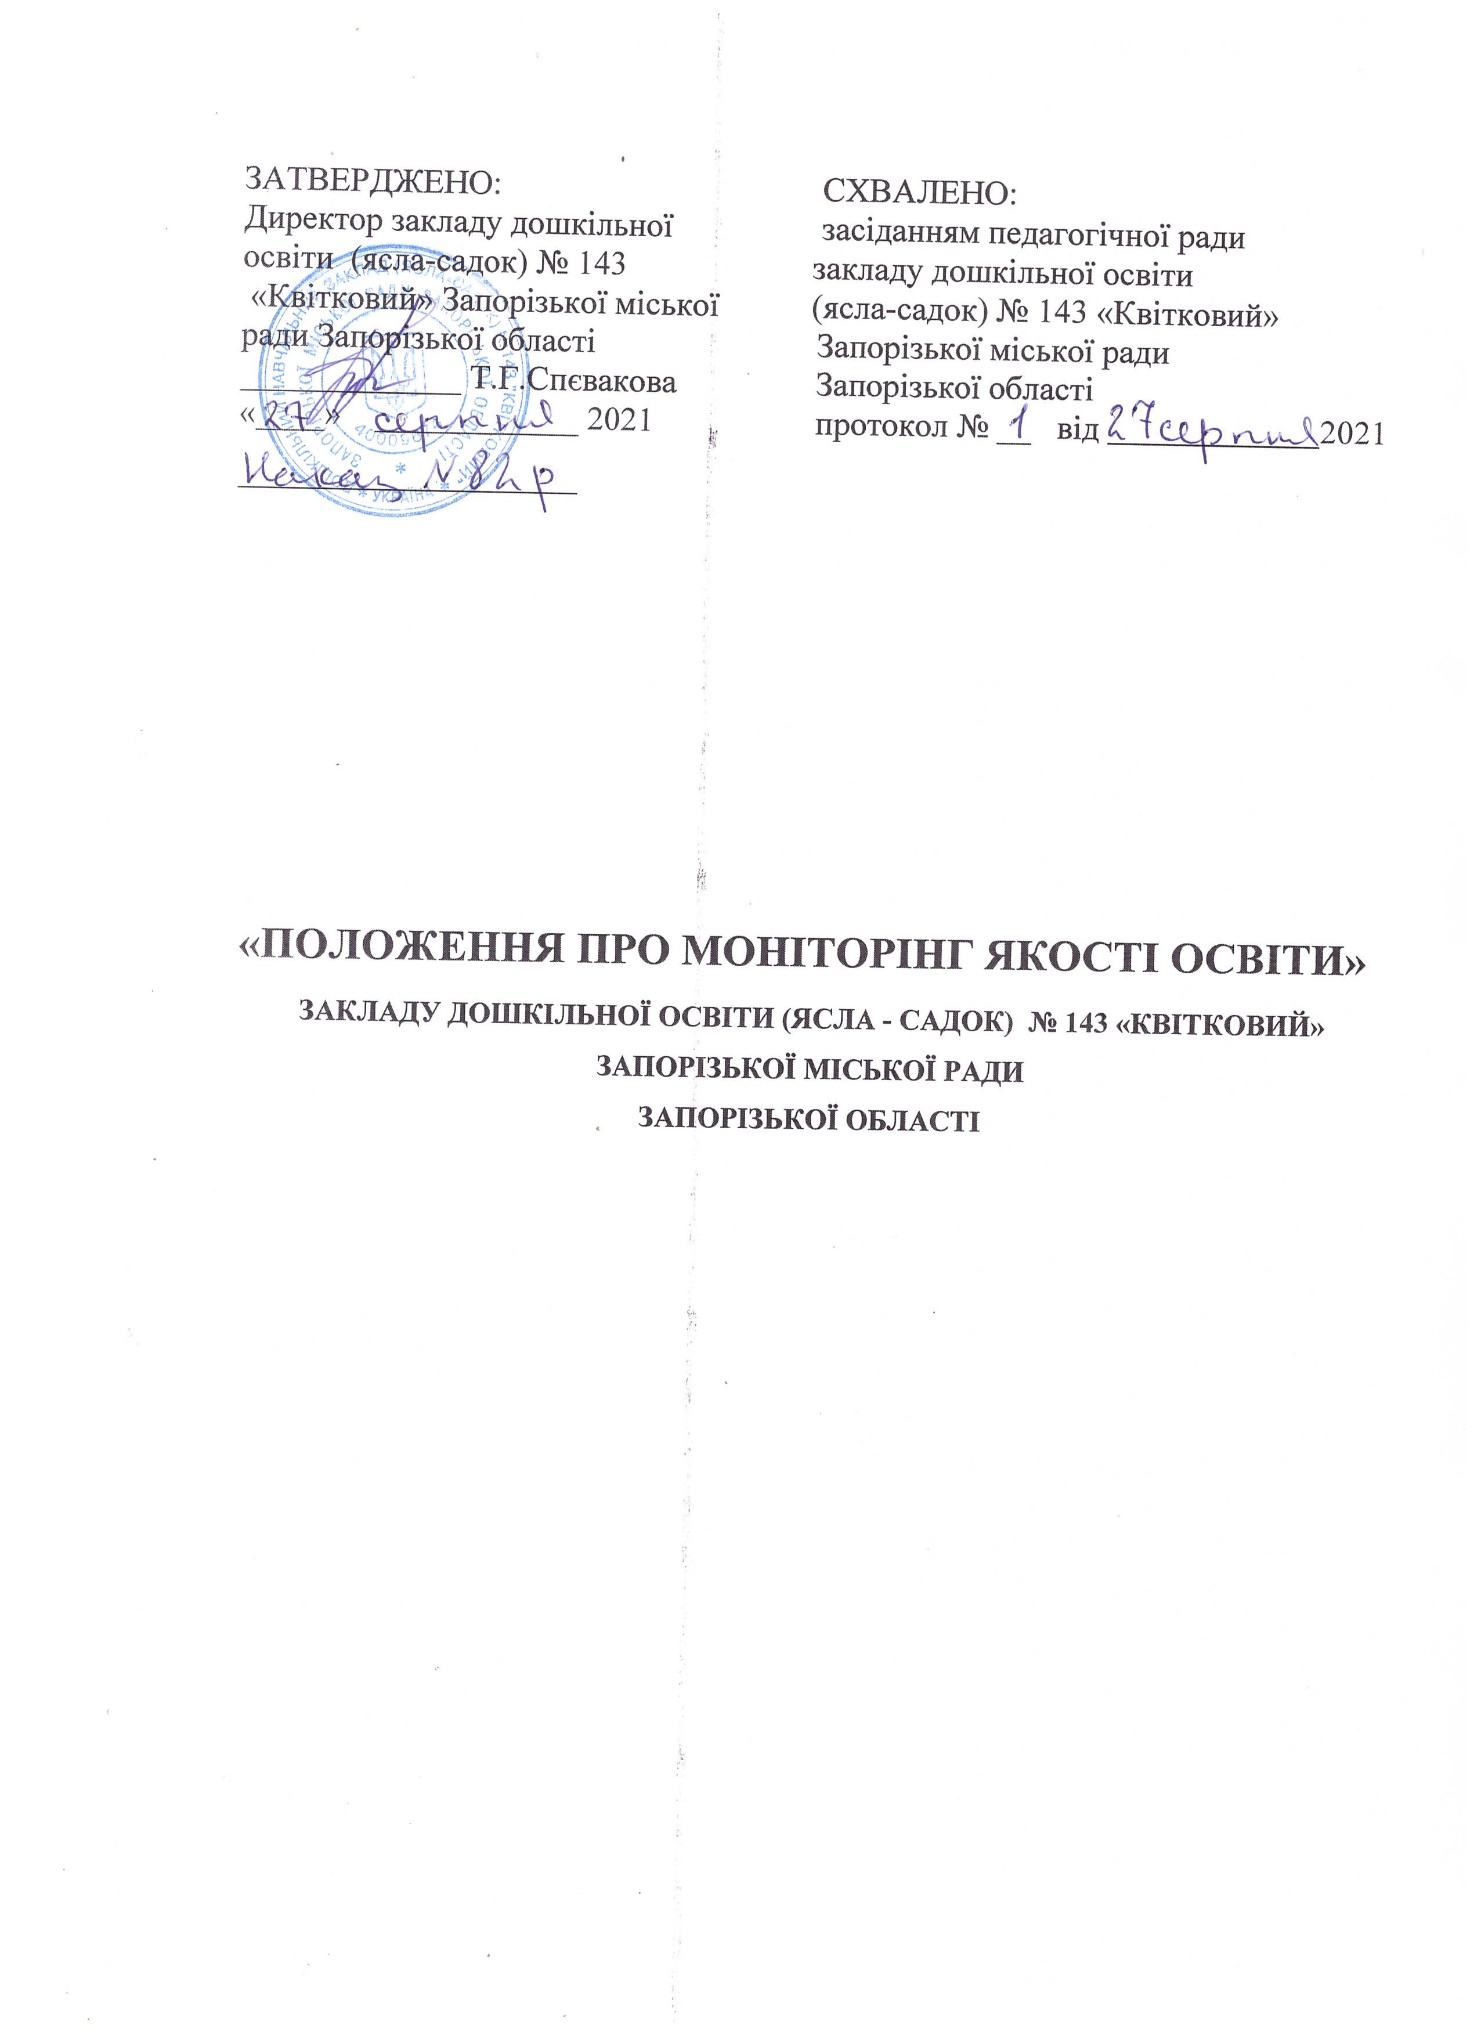 ЗАТВЕРДЖЕНО:
Директор закладу дошкільної
освіти (ясла-садок) № 143
«Квітковий» Запорізької міської
ради Запорізької області
Т.Г.Спєвакова
«27» серпня 2021
Наказ № 82р
СХВАЛЕНО:
засіданням педагогічної ради
закладу дошкільної освіти
(ясла-садок) № 143 «Квітковий»
Запорізької міської ради
Запорізької області
протокол № 1 від 27 серпня 2021
«ПОЛОЖЕННЯ ПРО МОНІТОРІНГ ЯКОСТІ ОСВІТИ»
ЗАКЛАДУ ДОШКІЛЬНОЇ ОСВІТИ (ЯСЛА - САДОК) № 143 «КВІТКОВИЙ»
ЗАПОРІЗЬКОЇ МІСЬКОЇ РАДИ
ЗАПОРІЗЬКОЇ ОБЛАСТІ